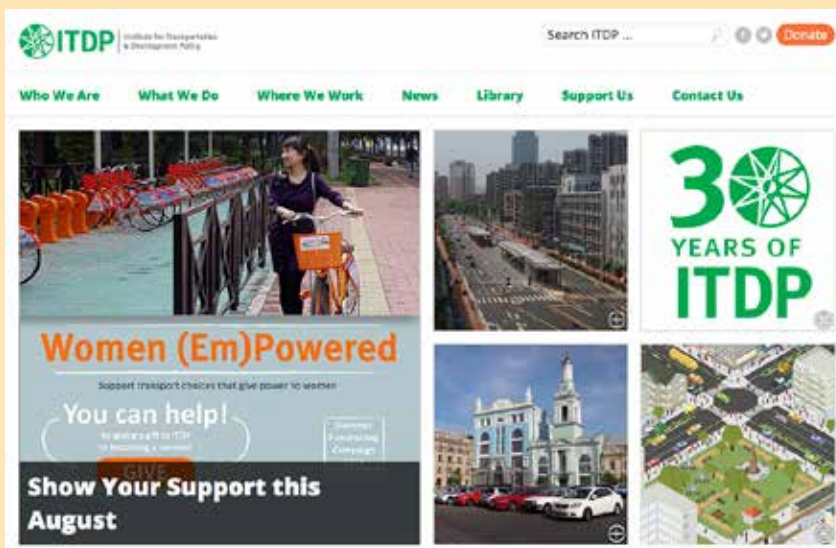 ITDP
Institute for Transportation
& Development Policy
Search ITDP ...
Donate
Who We Are What We Do Where We Work News Library Support Us Contact Us
Women (Em)Powered
Support transport choices that give power to women
You can help!
GIVE
Show Your Support this
August
30
YEARS OF
ITDP